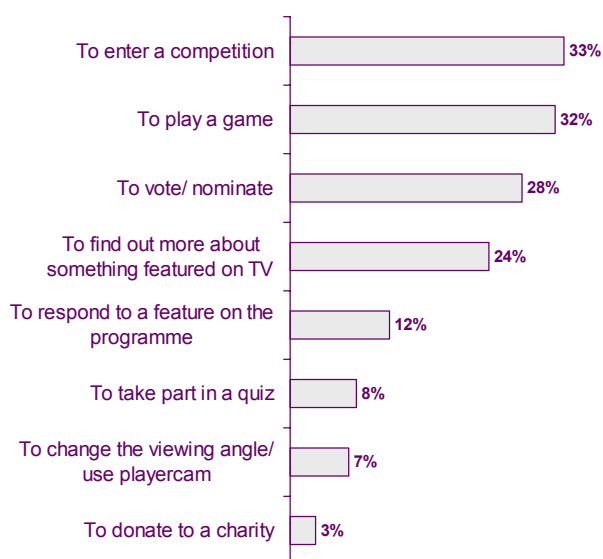 To enter a competition 33%
To play a game 32%
To vote/ nominate 28%
To find out more about
something featured on TV 24%
To respond to a feature on the
programme 12%
To take part in a quiz 8%
To change the viewing angle/
use playercam 7%
To donate to a charity 3%